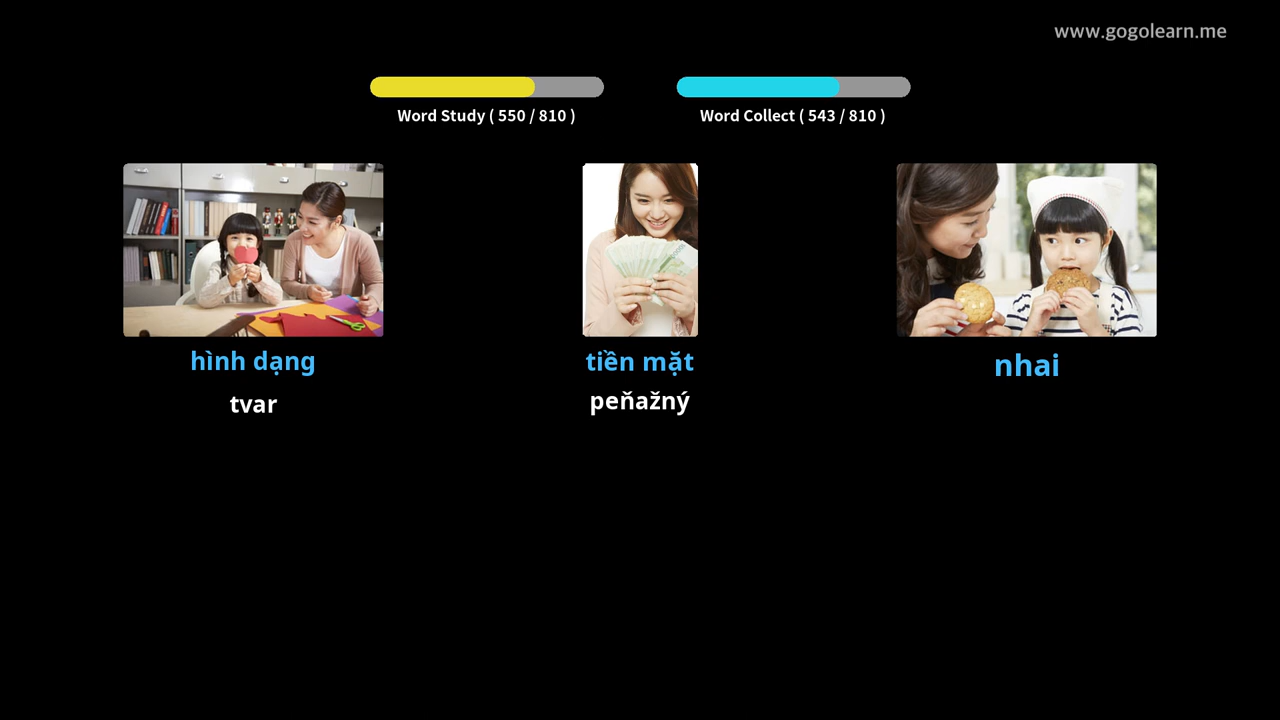 www.gogolearn.me
Word Study ( 550 / 810 )
Word Collect ( 543 / 810 )
hình dạng
tiền mặt
nhai
tvar
peňažný